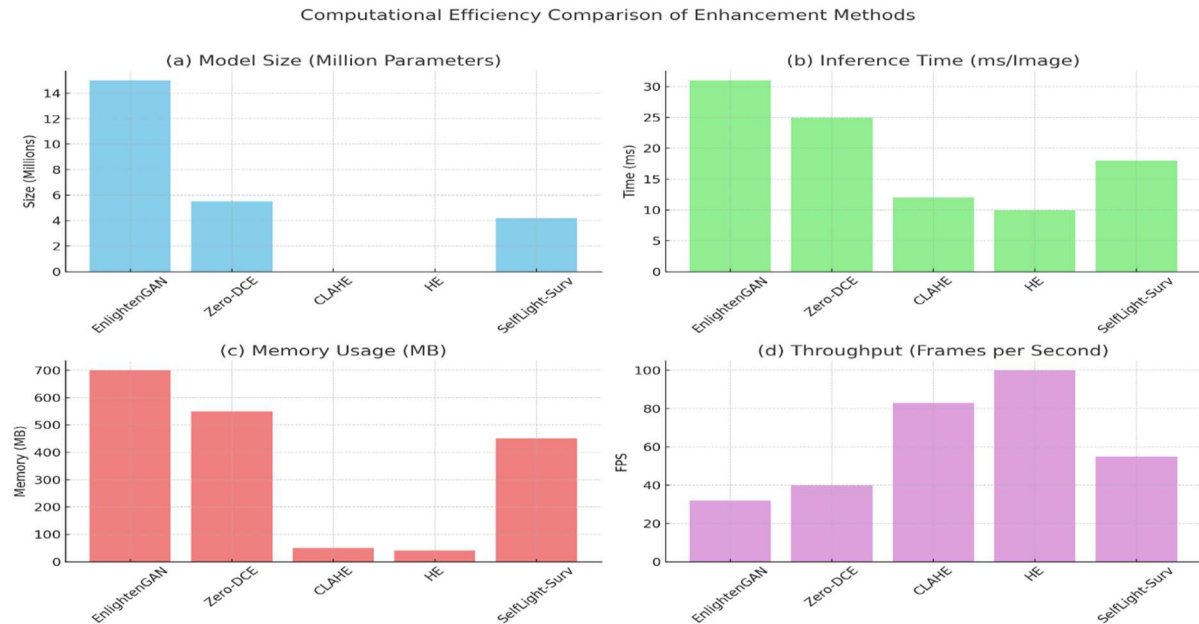 Computational Efficiency Comparison of Enhancement Methods
(a) Model Size (Million Parameters)
Size (Millions)
14
12
10
8
6
4
2
0
EnlightenGAN
Zero-DCE
CLAHE
HE
SelfLight-Surv
(b) Inference Time (ms/Image)
Time (ms)
30
25
20
15
10
5
0
EnlightenGAN
Zero-DCE
CLAHE
HE
SelfLight-Surv
(c) Memory Usage (MB)
Memory (MB)
700
600
500
400
300
200
100
0
EnlightenGAN
Zero-DCE
CLAHE
HE
SelfLight-Surv
(d) Throughput (Frames per Second)
FPS
100
80
60
40
20
0
EnlightenGAN
Zero-DCE
CLAHE
HE
SelfLight-Surv